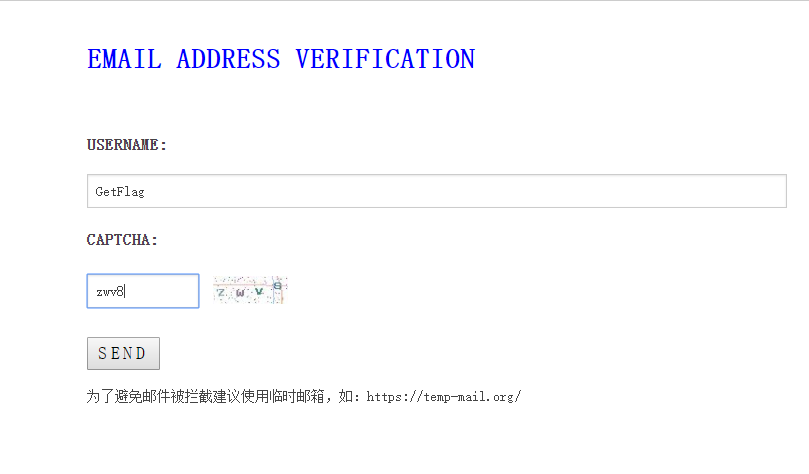 EMAIL ADDRESS VERIFICATION
USERNAME:
GetFlag
CAPTCHA:
zwv8 z w v 8
SEND
为了避免邮件被拦截建议使用临时邮箱，如：https://temp-mail.org/